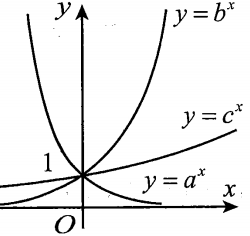 y
y = b^x
y = c^x
1
y = a^x
x
O